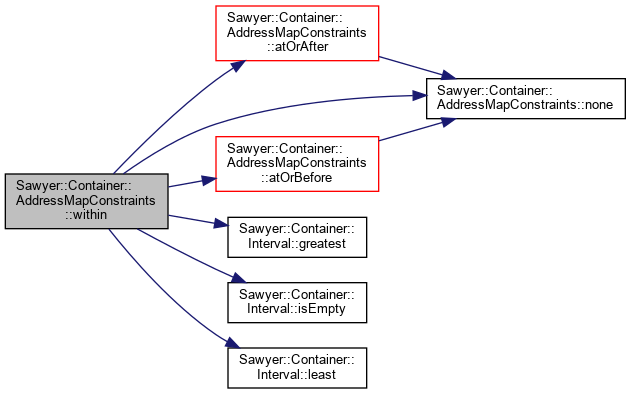 Sawyer::Container::
AddressMapConstraints
::atOrAfter
Sawyer::Container::
AddressMapConstraints::none
Sawyer::Container::
AddressMapConstraints
::atOrBefore
Sawyer::Container::
AddressMapConstraints
::within
Sawyer::Container::
Interval::greatest
Sawyer::Container::
Interval::isEmpty
Sawyer::Container::
Interval::least